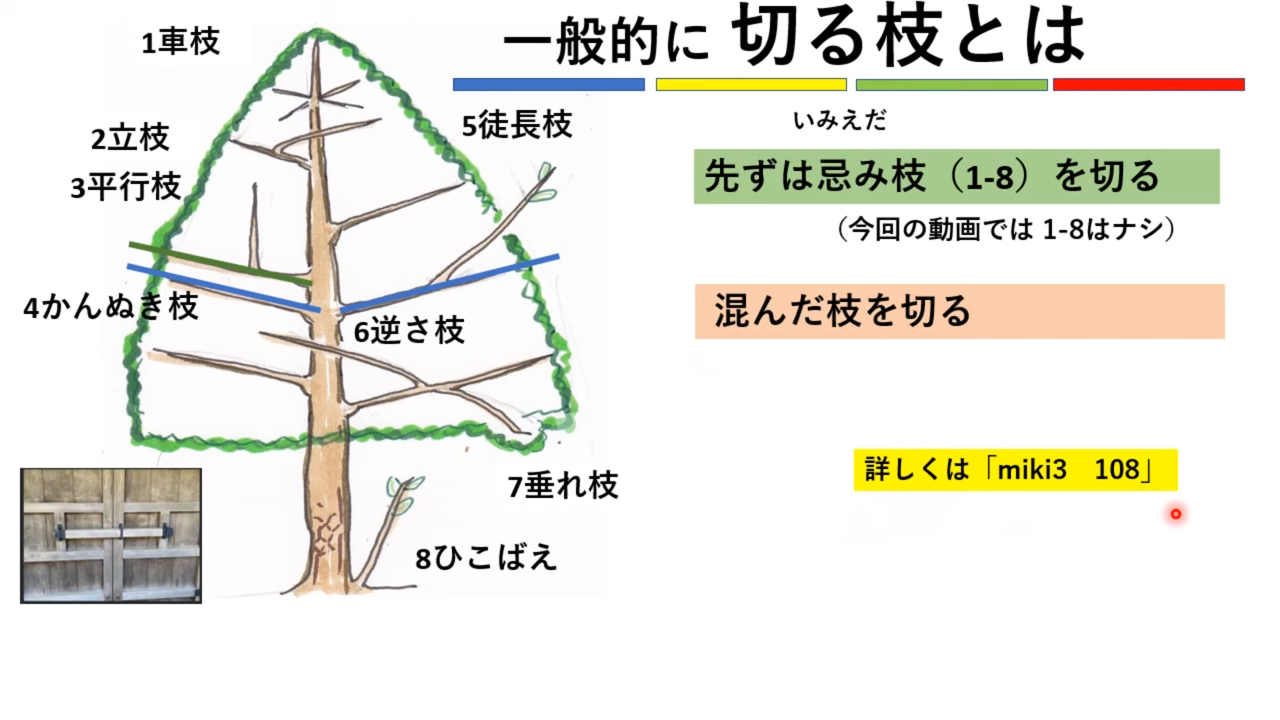 一般的に 切る枝とは
1車枝
2立枝
3平行枝
4かんぬき枝
5徒長枝
6逆さ枝
7垂れ枝
8ひこばえ
いみえだ
先ずは忌み枝（1-8）を切る
（今回の動画では 1-8はナシ）
混んだ枝を切る
詳しくは「miki3　108」